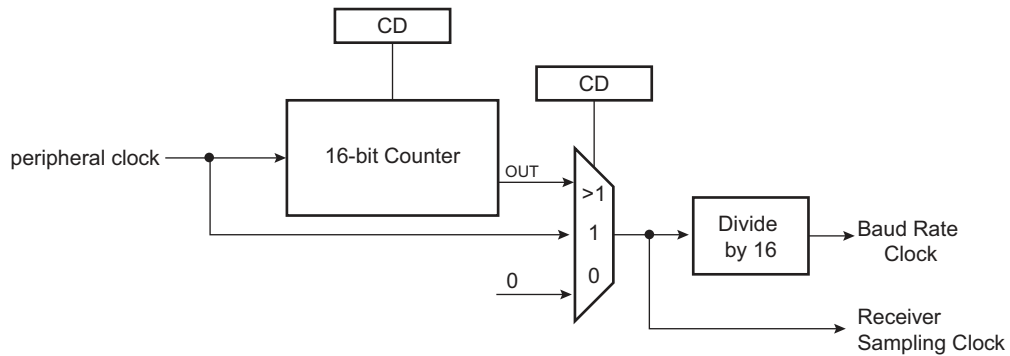 CD
CD
peripheral clock
16-bit Counter
OUT
>1
1
0
0
Divide
by 16
Baud Rate
Clock
Receiver
Sampling Clock